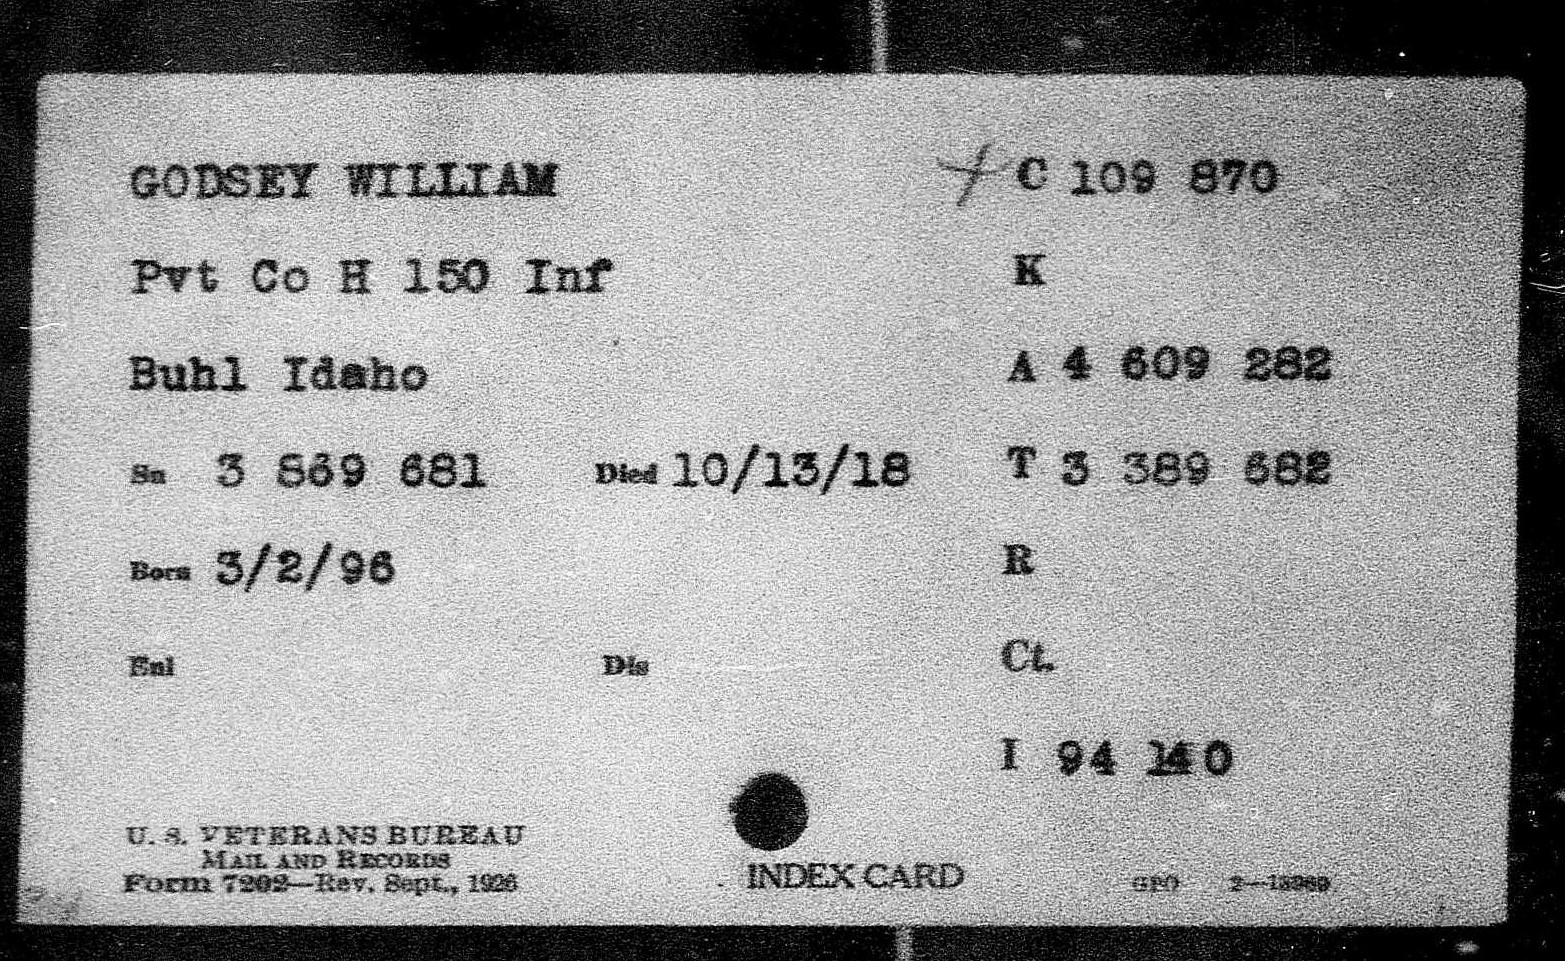 GODSEY WILLIAM C 109 870
Pvt Co H 150 Inf K
Buhl Idaho A 4 609 282
Sn 3 869 681 Died 10/13/18 T 3 389 682
Born 3/2/96 R
Enl Dis Ct.
I 94 140
U. S. VETERANS BUREAU
MAIL AND RECORDS
Form 7202—Rev. Sept., 1926
INDEX CARD
GPO